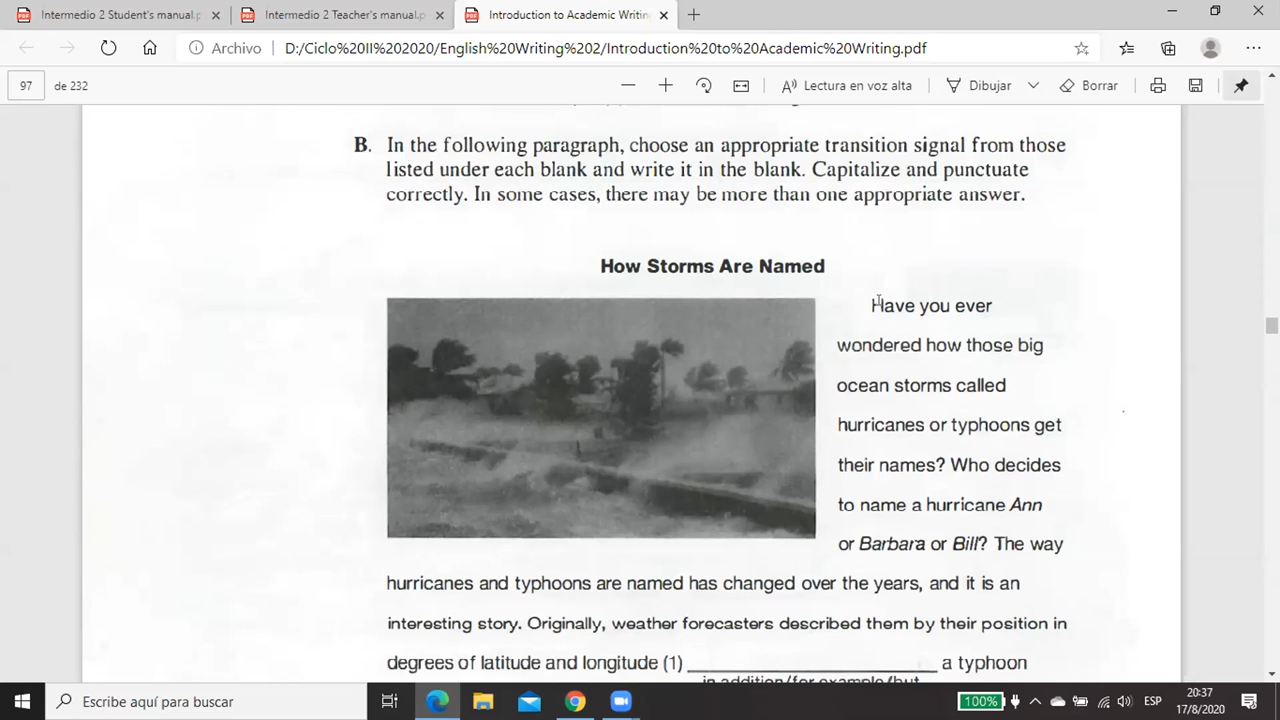 Intermedio 2 Student's manual.p
Intermedio 2 Teacher's manual.p
Introduction to Academic Writin
Archivo
D:/Ciclo%20II%202020/English%20Writing%202/Introduction%20to%20Academic%20Writing.pdf
97 de 232
Lectura en voz alta
Dibujar
Borrar
B. In the following paragraph, choose an appropriate transition signal from those
listed under each blank and write it in the blank. Capitalize and punctuate
correctly. In some cases, there may be more than one appropriate answer.
How Storms Are Named
Have you ever
wondered how those big
ocean storms called
hurricanes or typhoons get
their names? Who decides
to name a hurricane Ann
or Barbara or Bill? The way
hurricanes and typhoons are named has changed over the years, and it is an
interesting story. Originally, weather forecasters described them by their position in
degrees of latitude and longitude (1) ____________ a typhoon
in addition/for example/but
Escribe aquí para buscar
100%
ESP
20:37
17/8/2020